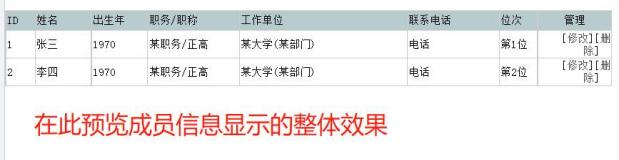 ID 姓名 出生年 职务/职称 工作单位 联系电话 位次 管理
1 张三 1970 某职务/正高 某大学(某部门) 电话 第1位 [修改][删除]
2 李四 1970 某职务/正高 某大学(某部门) 电话 第2位 [修改][删除]
在此预览成员信息显示的整体效果